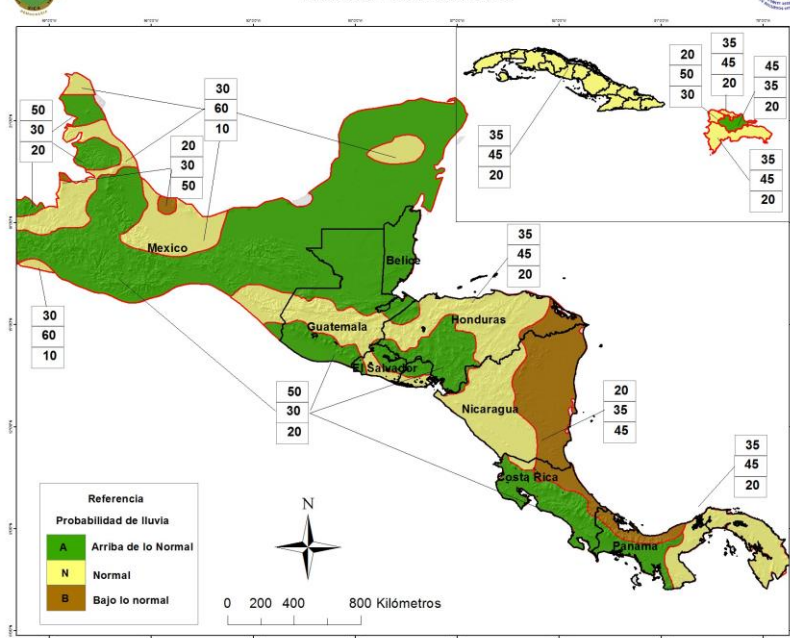 20
50
30
35
45
20
45
35
20
30
60
10
50
30
20
20
30
50
35
45
20
35
45
20
Mexico
Belice
35
45
20
30
60
10
Guatemala
Honduras
El Salvador
50
30
20
Nicaragua
20
35
45
Costa Rica
35
45
20
Panama
Referencia
Probabilidad de lluvia
A Arriba de lo Normal
N Normal
B Bajo lo normal
N
0 200 400 800 Kilómetros